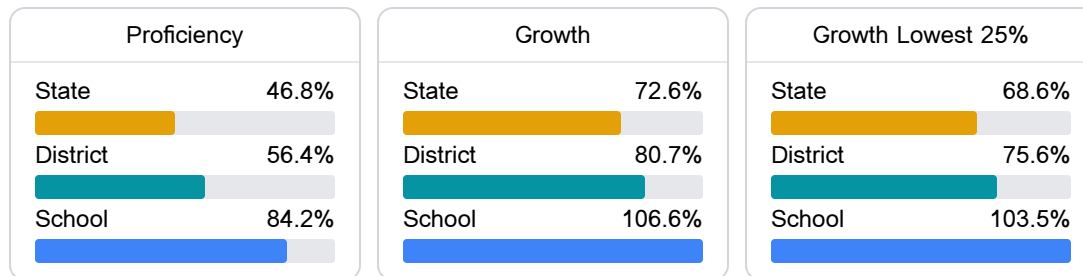 Proficiency
State 46.8%
District 56.4%
School 84.2%
Growth
State 72.6%
District 80.7%
School 106.6%
Growth Lowest 25%
State 68.6%
District 75.6%
School 103.5%